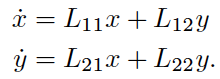 ẋ = L₁₁x + L₁₂y
ẏ = L₂₁x + L₂₂y.